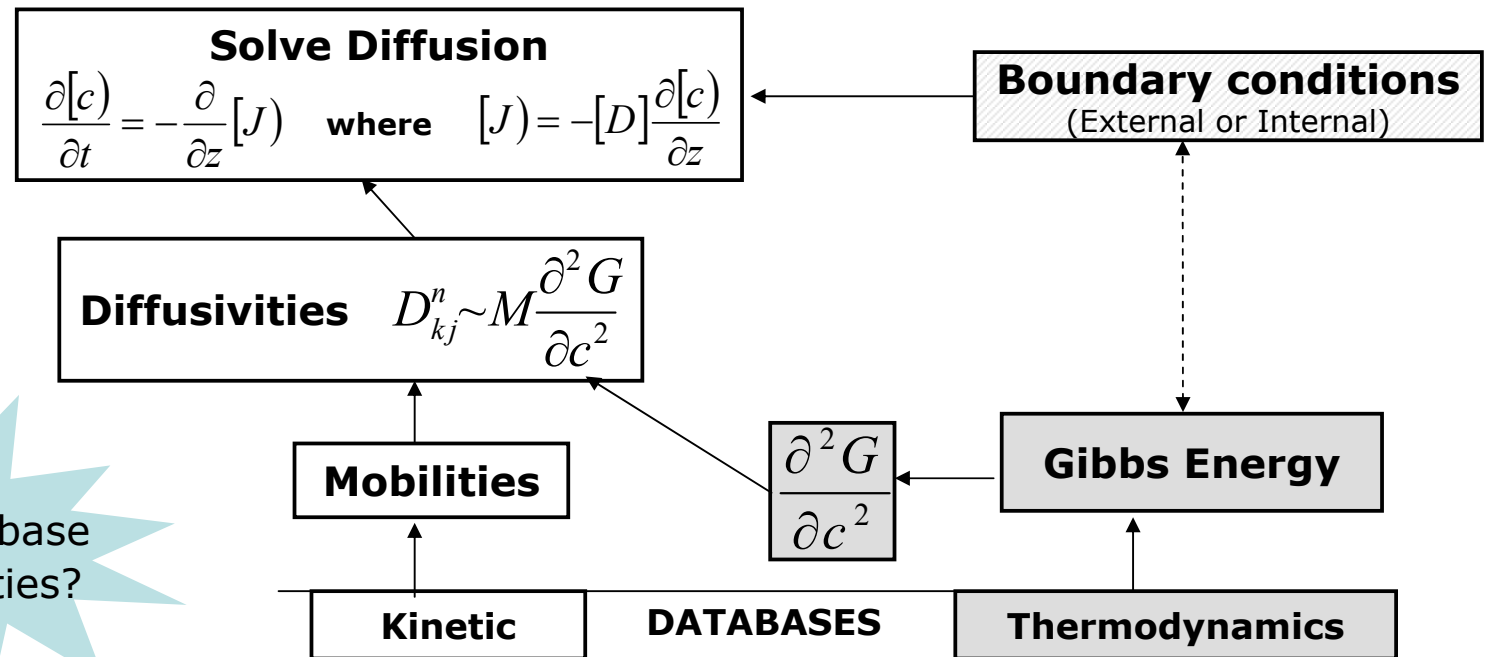 Solve Diffusion
∂[c)/∂t = −∂/∂z [J) where [J) = −[D] ∂[c)/∂z
Boundary conditions
(External or Internal)
Diffusivities D^n_kj ~ M ∂²G/∂c²
Mobilities
∂²G/∂c²
Gibbs Energy
base
ties?
Kinetic
DATABASES
Thermodynamics